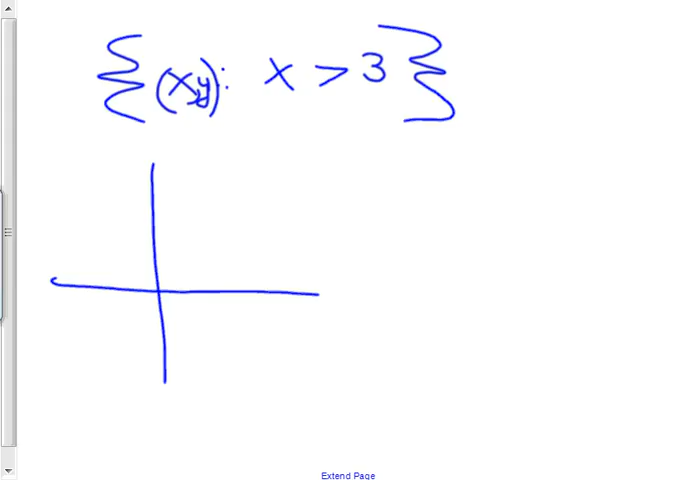 {(x,y): x > 3}
Extend Page